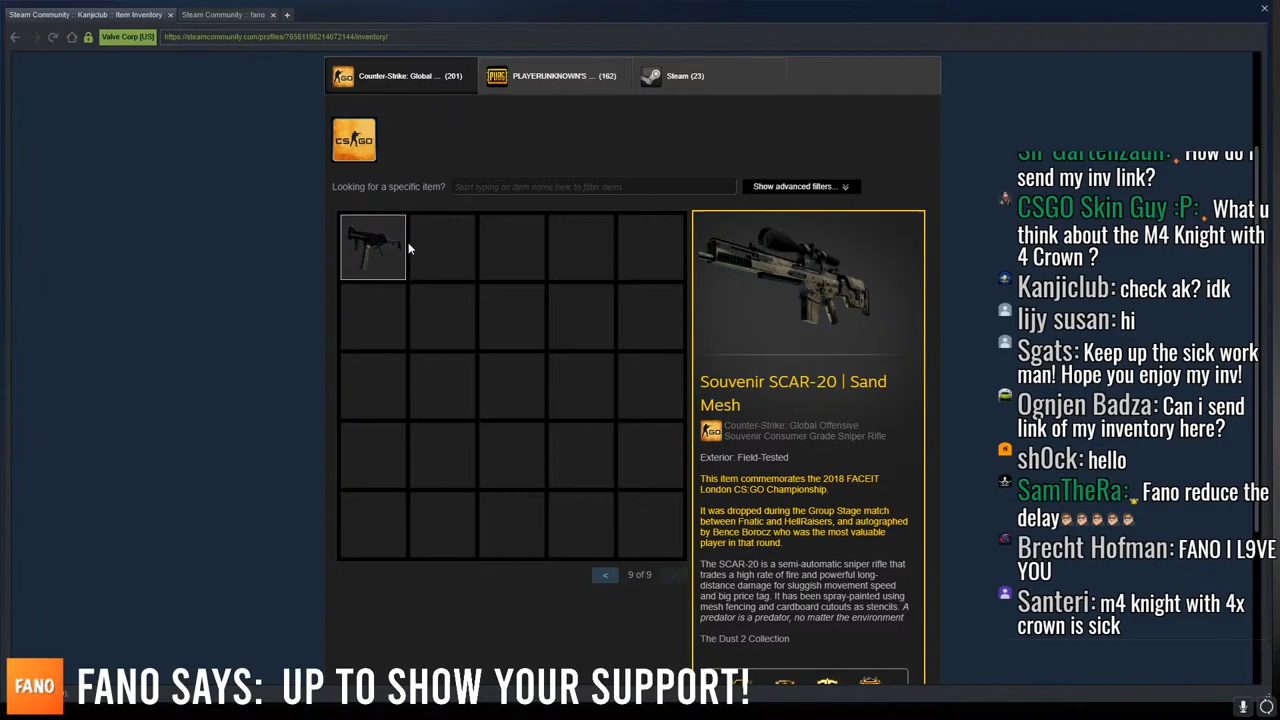 Steam Community :: Kanjiclub :: Item Inventory
Steam Community :: fano
Valve Corp [US]
https://steamcommunity.com/profiles/76561198214072144/inventory/
Counter-Strike: Global ... (201)
PUBG
PLAYERUNKNOWN'S ... (162)
Steam (23)
CS GO
Looking for a specific item?
Start typing an item name here to filter items
Show advanced filters...
9 of 9
Souvenir SCAR-20 | Sand
Mesh
Counter-Strike: Global Offensive
Souvenir Consumer Grade Sniper Rifle
Exterior: Field-Tested
This item commemorates the 2018 FACEIT
London CS:GO Championship.
It was dropped during the Group Stage match
between Fnatic and HellRaisers, and autographed
by Bence Borocz who was the most valuable
player in that round.
The SCAR-20 is a semi-automatic sniper rifle that
trades a high rate of fire and powerful long-
distance damage for sluggish movement speed
and big price tag. It has been spray-painted using
mesh fencing and cardboard cutouts as stencils. A
predator is a predator, no matter the environment
The Dust 2 Collection
Sir Gartenzaun: How do i
send my inv link?
CSGO Skin Guy :P: What u
think about the M4 Knight with
4 Crown ?
Kanjiclub: check ak? idk
lijy susan: hi
Sgats: Keep up the sick work
man! Hope you enjoy my inv!
Ognjen Badza: Can i send
link of my inventory here?
sh0ck: hello
SamTheRa: Fano reduce the
delay
Brecht Hofman: FANO I L9VE
YOU
Santeri: m4 knight with 4x
crown is sick
FANO
FANO SAYS: UP TO SHOW YOUR SUPPORT!